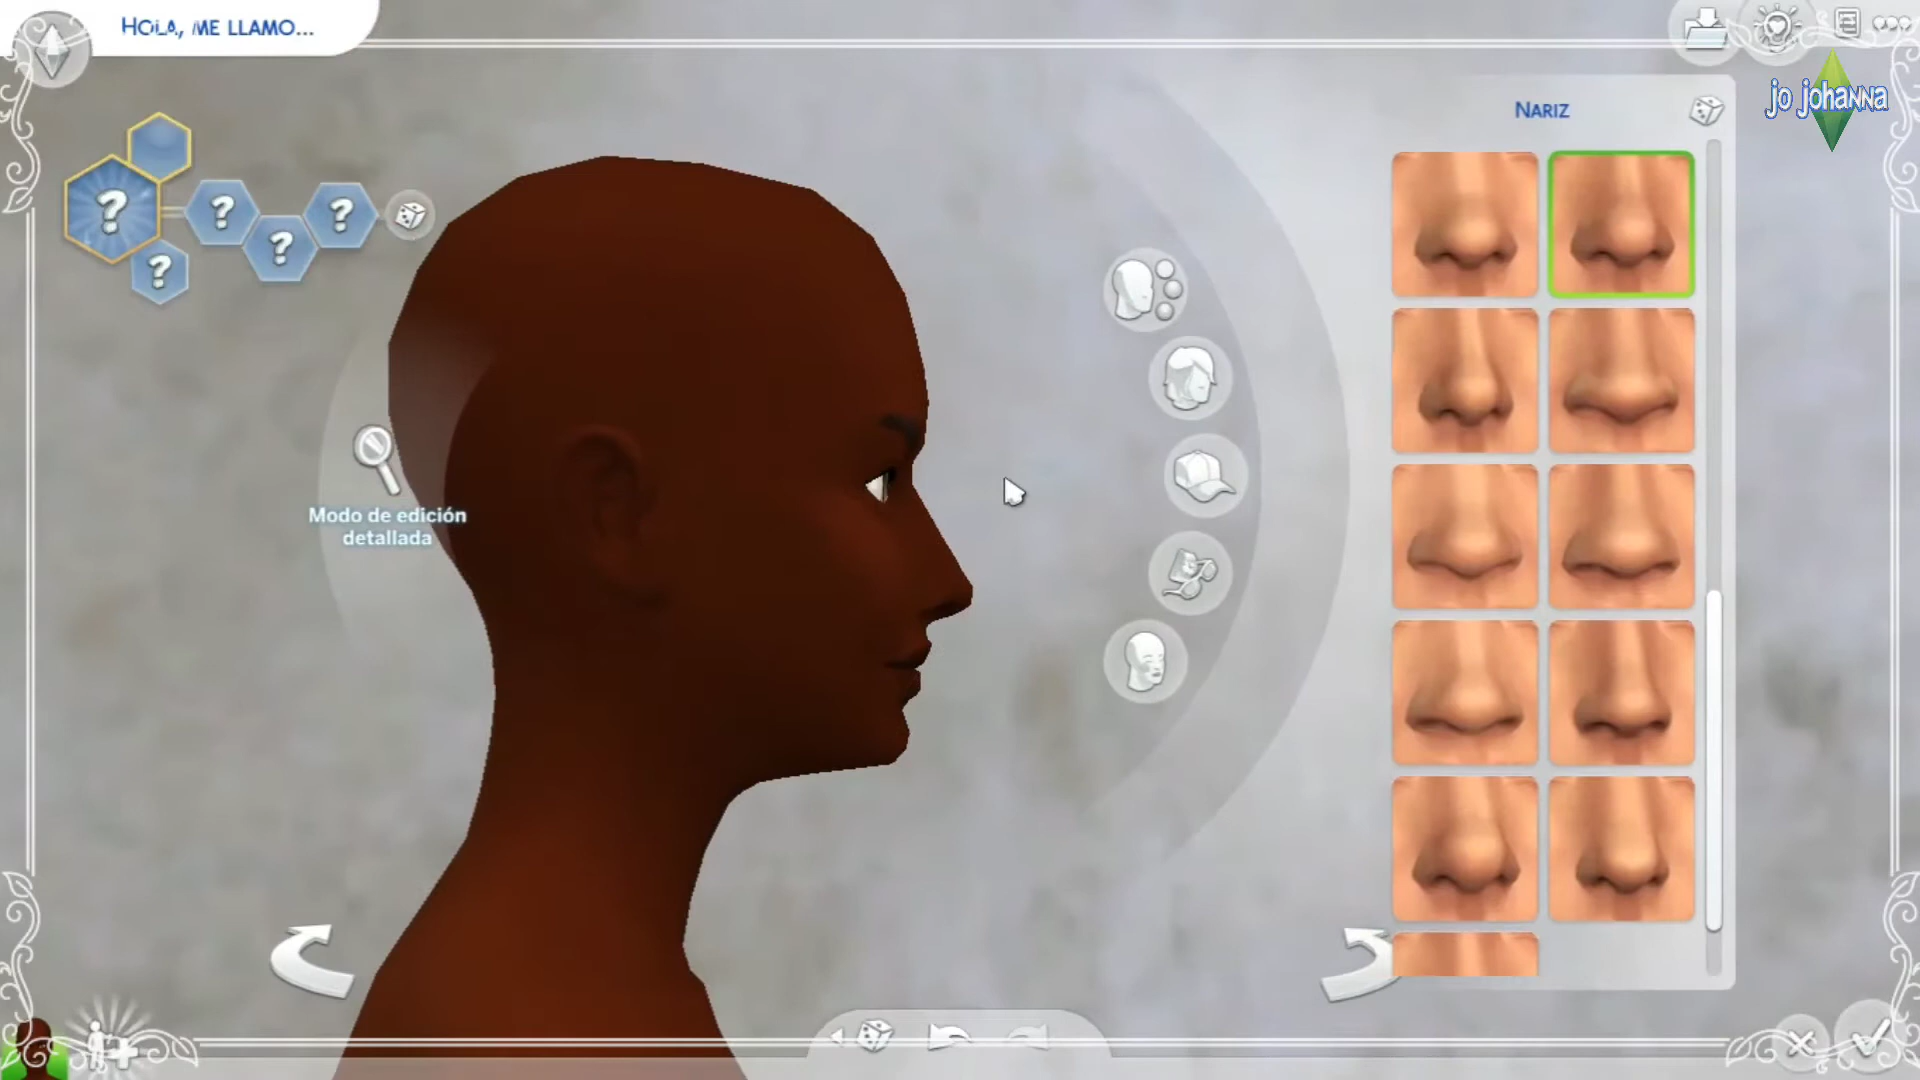 HOLA, ME LLAMO...
NARIZ
jo johanna
?
?
?
?
?
Modo de edición
detallada